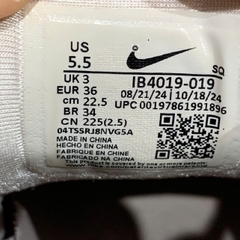 US
5.5
SQ
UK 3
IB4019-019
EUR 36
08/21/24 10/18/24
cm 22.5
UPC 00197861991896
BR 34
CN 225(2.5)
04TSSRJ8NVG5A
MADE IN CHINA
HECHO EN CHINA
FABRIQUE EN CHINE
FABRICADO NA CHINA